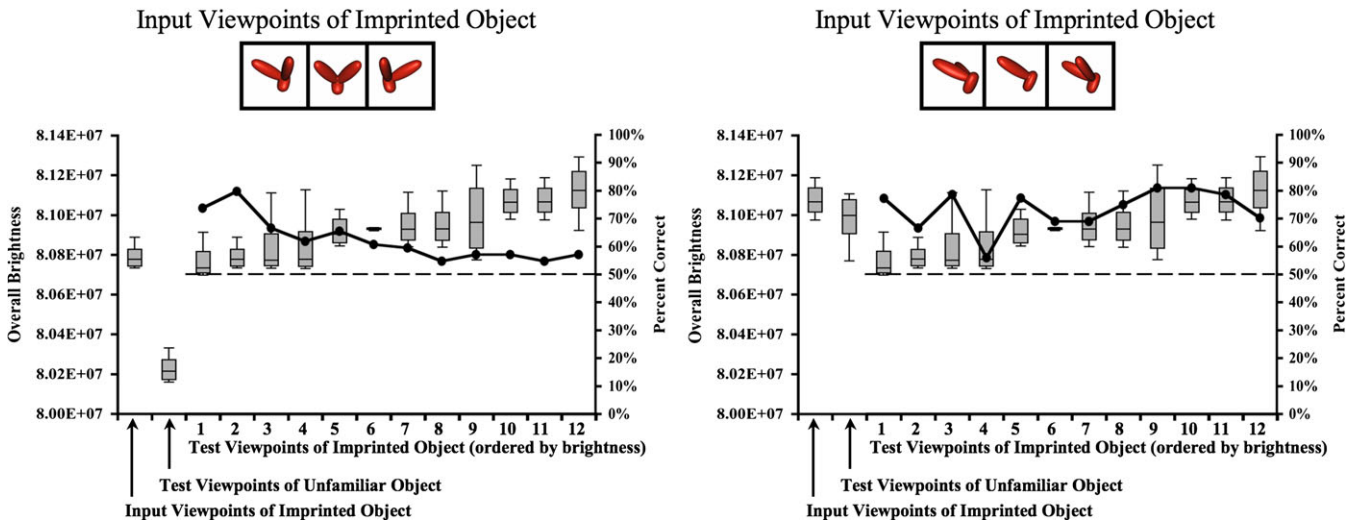 Input Viewpoints of Imprinted Object
8.14E+07
8.12E+07
8.10E+07
8.08E+07
8.06E+07
8.04E+07
8.02E+07
8.00E+07
Overall Brightness
100%
90%
80%
70%
60%
50%
40%
30%
20%
10%
0%
Percent Correct
1 2 3 4 5 6 7 8 9 10 11 12
Test Viewpoints of Imprinted Object (ordered by brightness)
Test Viewpoints of Unfamiliar Object
Input Viewpoints of Imprinted Object
Input Viewpoints of Imprinted Object
8.14E+07
8.12E+07
8.10E+07
8.08E+07
8.06E+07
8.04E+07
8.02E+07
8.00E+07
Overall Brightness
100%
90%
80%
70%
60%
50%
40%
30%
20%
10%
0%
Percent Correct
1 2 3 4 5 6 7 8 9 10 11 12
Test Viewpoints of Imprinted Object (ordered by brightness)
Test Viewpoints of Unfamiliar Object
Input Viewpoints of Imprinted Object